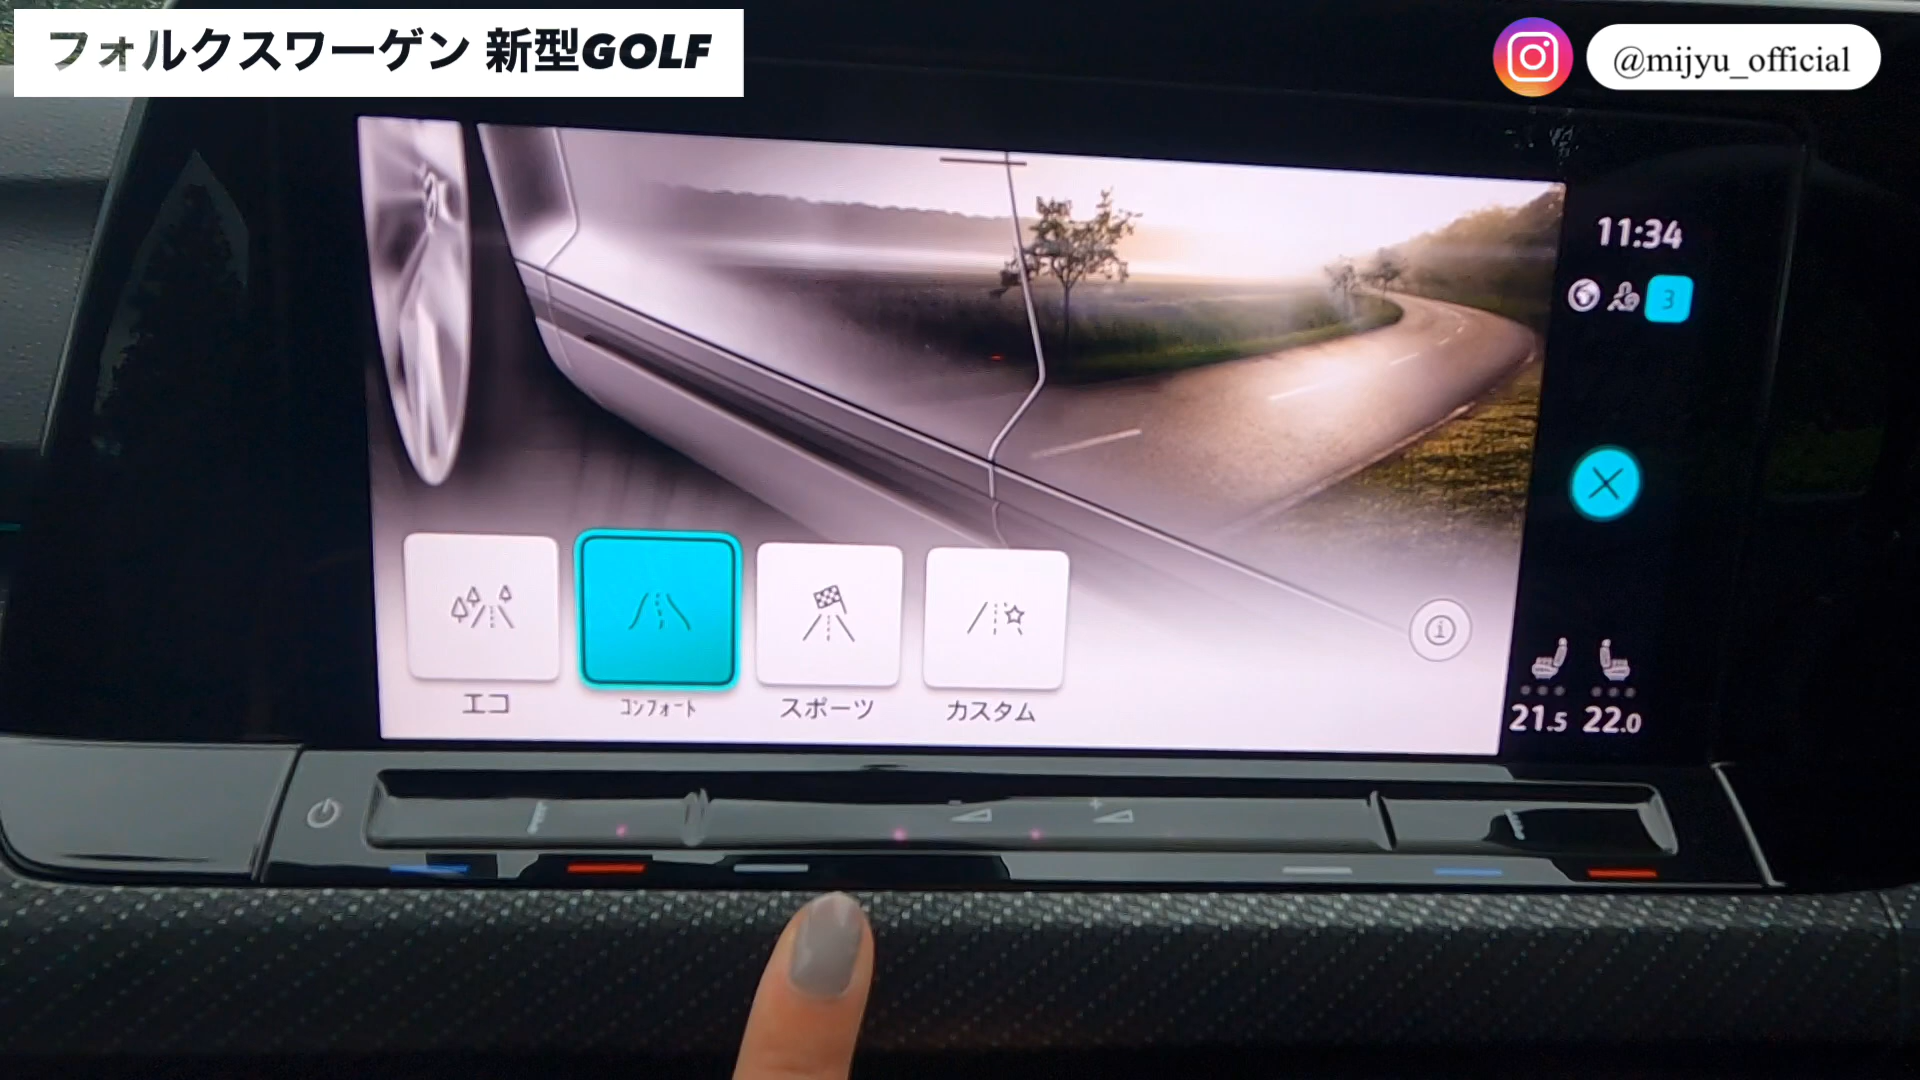 フォルクスワーゲン 新型GOLF
@mijyu_official
11:34
3
エコ
コンフォート
スポーツ
カスタム
21.5 22.0